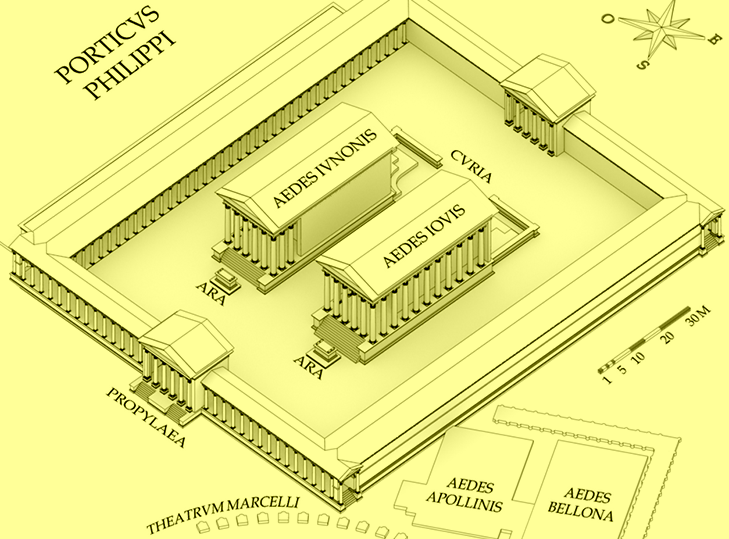 PORTICVS
PHILIPPI
O
E
S
AEDES IVNONIS
CVRIA
AEDES IOVIS
ARA
ARA
1 5 10 20 30 M
PROPYLAEA
AEDES
APOLLINIS
AEDES
BELLONA
THEATRVM MARCELLI